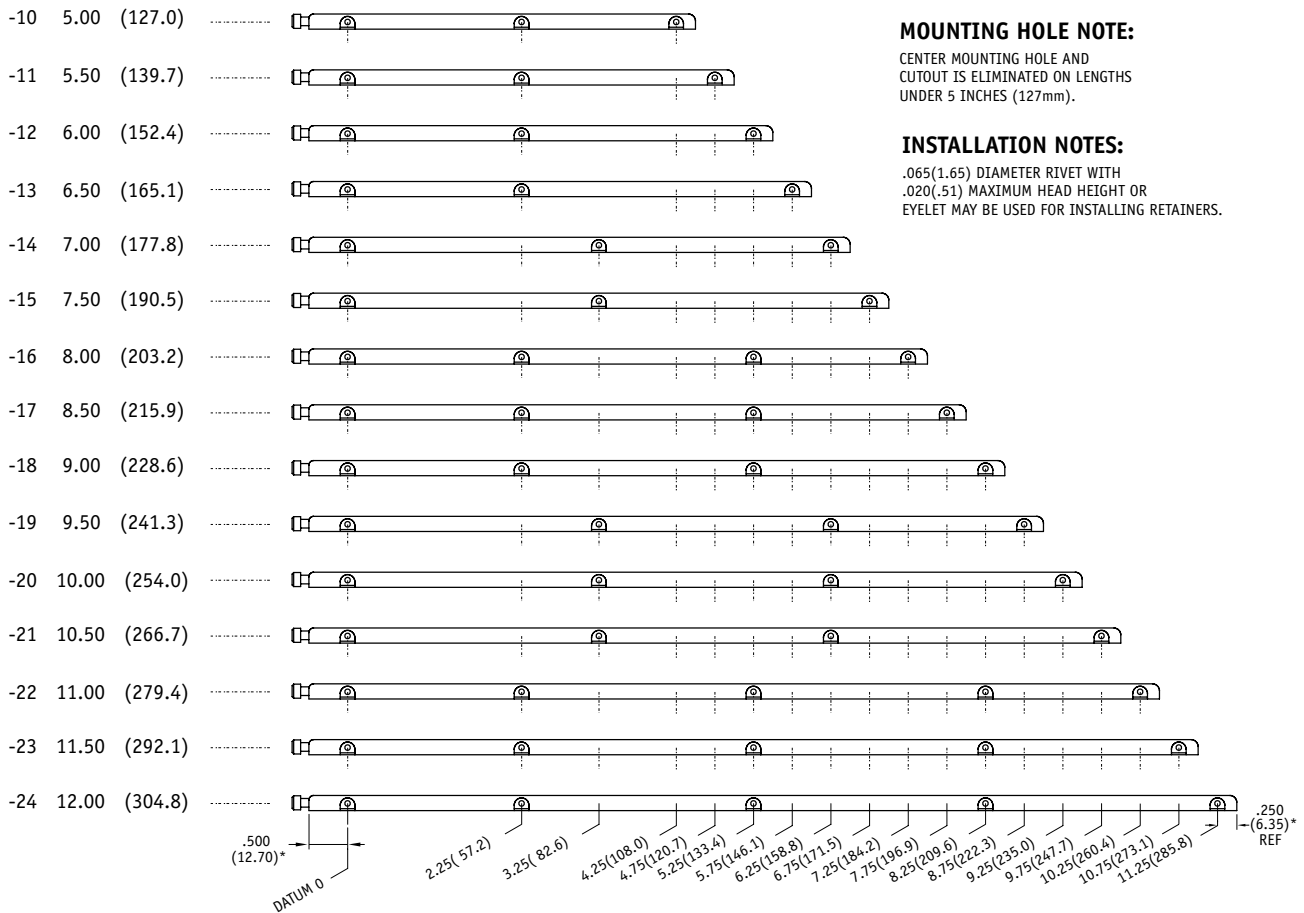 -10 5.00 (127.0)
-11 5.50 (139.7)
-12 6.00 (152.4)
-13 6.50 (165.1)
-14 7.00 (177.8)
-15 7.50 (190.5)
-16 8.00 (203.2)
-17 8.50 (215.9)
-18 9.00 (228.6)
-19 9.50 (241.3)
-20 10.00 (254.0)
-21 10.50 (266.7)
-22 11.00 (279.4)
-23 11.50 (292.1)
-24 12.00 (304.8)
MOUNTING HOLE NOTE:
CENTER MOUNTING HOLE AND
CUTOUT IS ELIMINATED ON LENGTHS
UNDER 5 INCHES (127mm).
INSTALLATION NOTES:
.065(1.65) DIAMETER RIVET WITH
.020(.51) MAXIMUM HEAD HEIGHT OR
EYELET MAY BE USED FOR INSTALLING RETAINERS.
.500
(12.70)*
DATUM 0
2.25( 57.2)
3.25( 82.6)
4.25(108.0)
4.75(120.7)
5.25(133.4)
5.75(146.1)
6.25(158.8)
6.75(171.5)
7.25(184.2)
7.75(196.9)
8.25(209.6)
8.75(222.3)
9.25(235.0)
9.75(247.7)
10.25(260.4)
10.75(273.1)
11.25(285.8)
.250
(6.35)*
REF